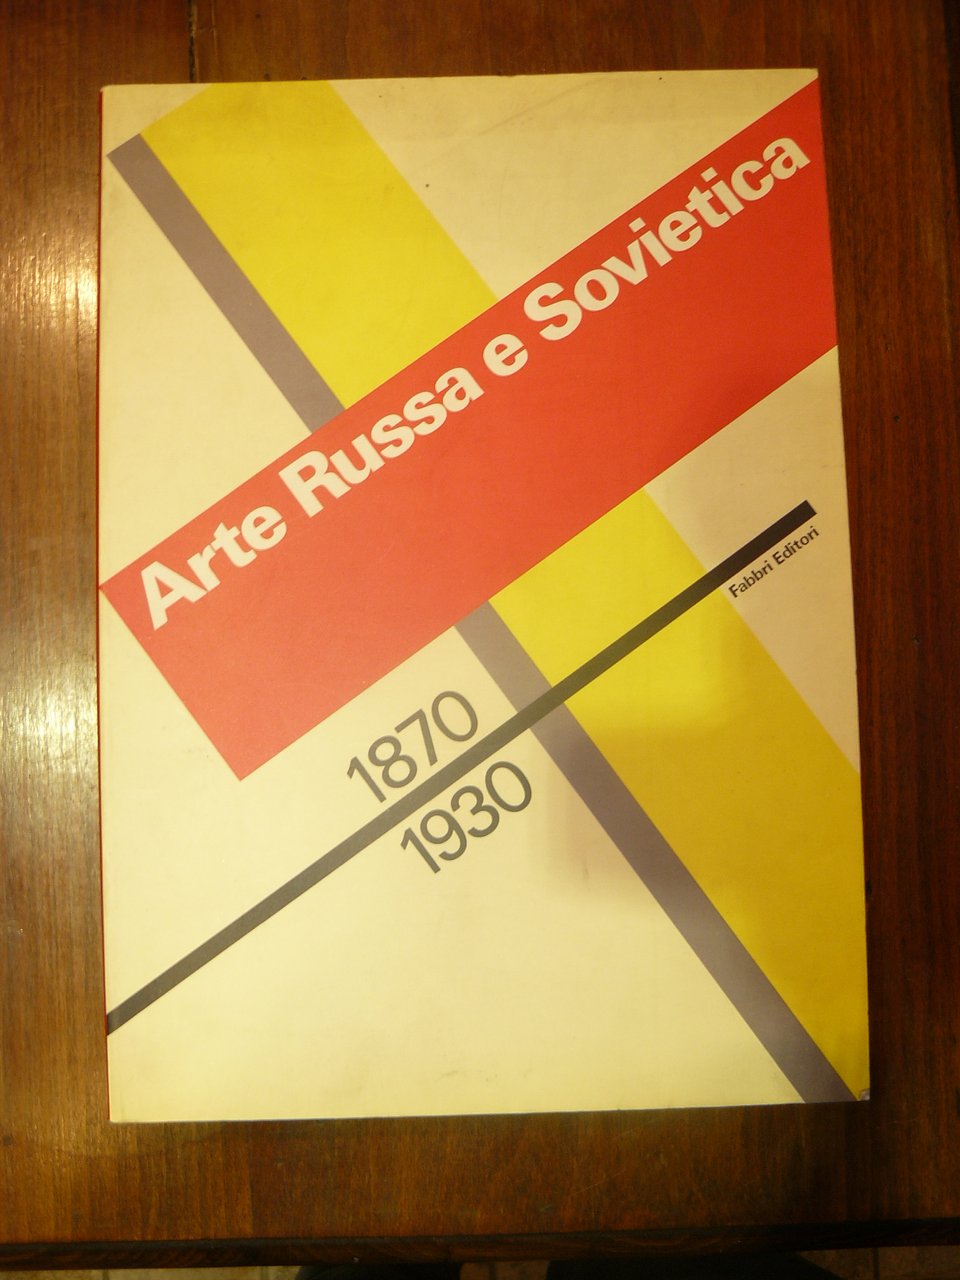 Arte Russa e Sovietica
1870
1930
Fabbri Editori